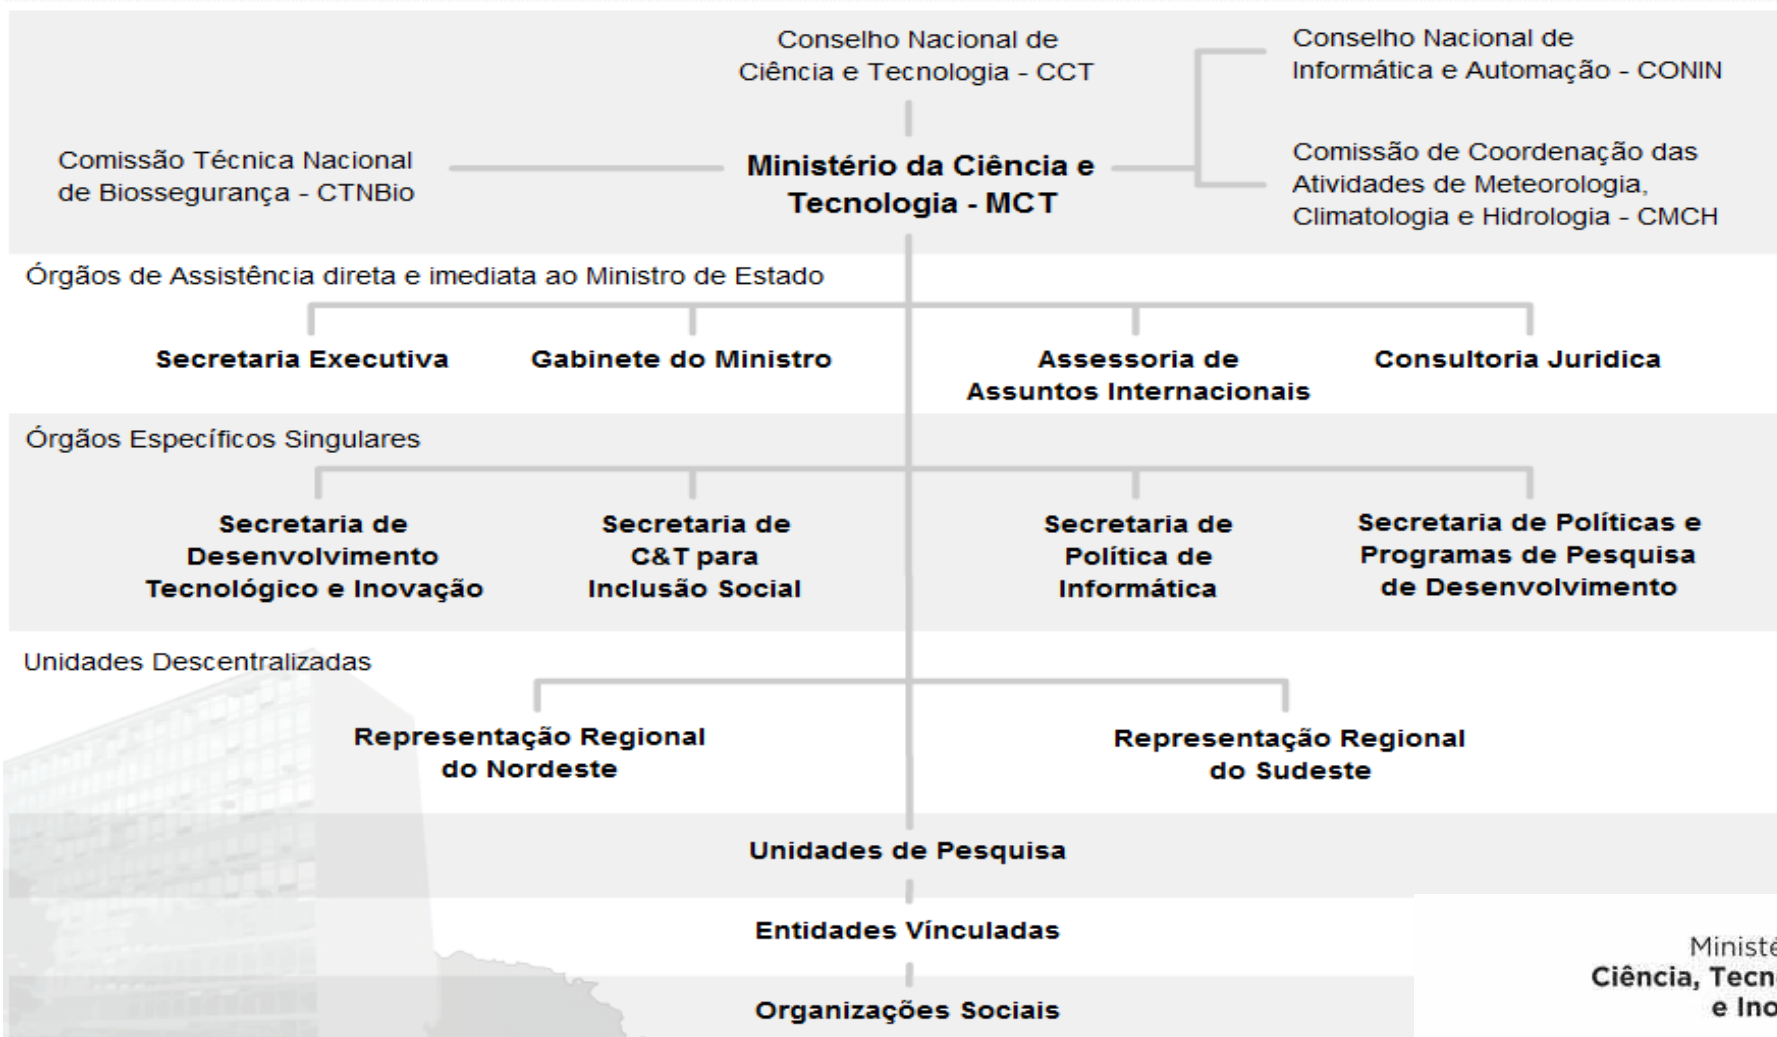 Conselho Nacional de
Ciência e Tecnologia - CCT
Conselho Nacional de
Informática e Automação - CONIN
Comissão Técnica Nacional
de Biossegurança - CTNBio
Ministério da Ciência e
Tecnologia - MCT
Comissão de Coordenação das
Atividades de Meteorologia,
Climatologia e Hidrologia - CMCH
Órgãos de Assistência direta e imediata ao Ministro de Estado
Secretaria Executiva
Gabinete do Ministro
Assessoria de
Assuntos Internacionais
Consultoria Juridica
Órgãos Específicos Singulares
Secretaria de
Desenvolvimento
Tecnológico e Inovação
Secretaria de
C&T para
Inclusão Social
Secretaria de
Política de
Informática
Secretaria de Políticas e
Programas de Pesquisa
de Desenvolvimento
Unidades Descentralizadas
Representação Regional
do Nordeste
Representação Regional
do Sudeste
Unidades de Pesquisa
Entidades Vínculadas
Organizações Sociais
Ciência,
e